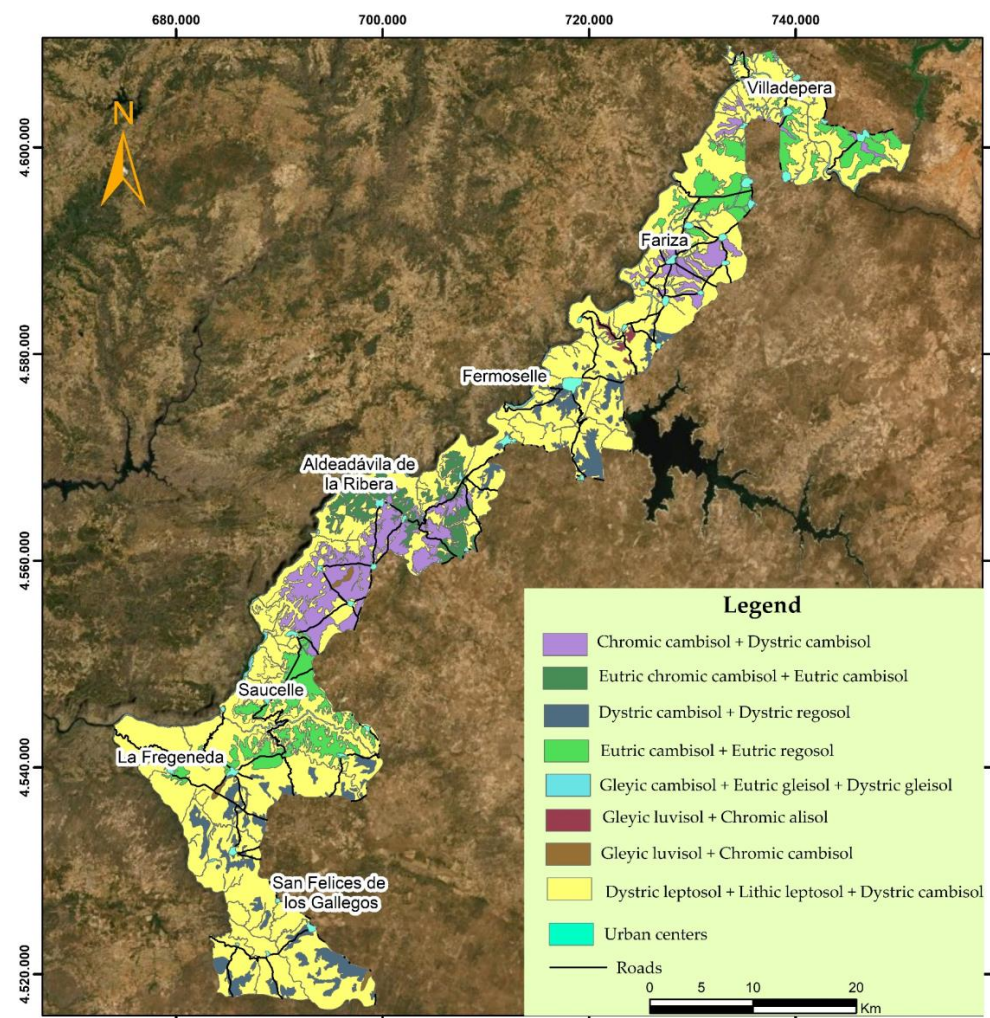 680.000
700.000
720.000
740.000
4.600.000
4.580.000
4.560.000
4.540.000
4.520.000
N
Villadepera
Fariza
Fermoselle
Aldeadávila de
la Ribera
Saucelle
La Fregeneda
San Felices de
los Gallegos
Legend
Chromic cambisol + Dystric cambisol
Eutric chromic cambisol + Eutric cambisol
Dystric cambisol + Dystric regosol
Eutric cambisol + Eutric regosol
Gleyic cambisol + Eutric gleisol + Dystric gleisol
Gleyic luvisol + Chromic alisol
Gleyic luvisol + Chromic cambisol
Dystric leptosol + Lithic leptosol + Dystric cambisol
Urban centers
Roads
0 10 20
Km